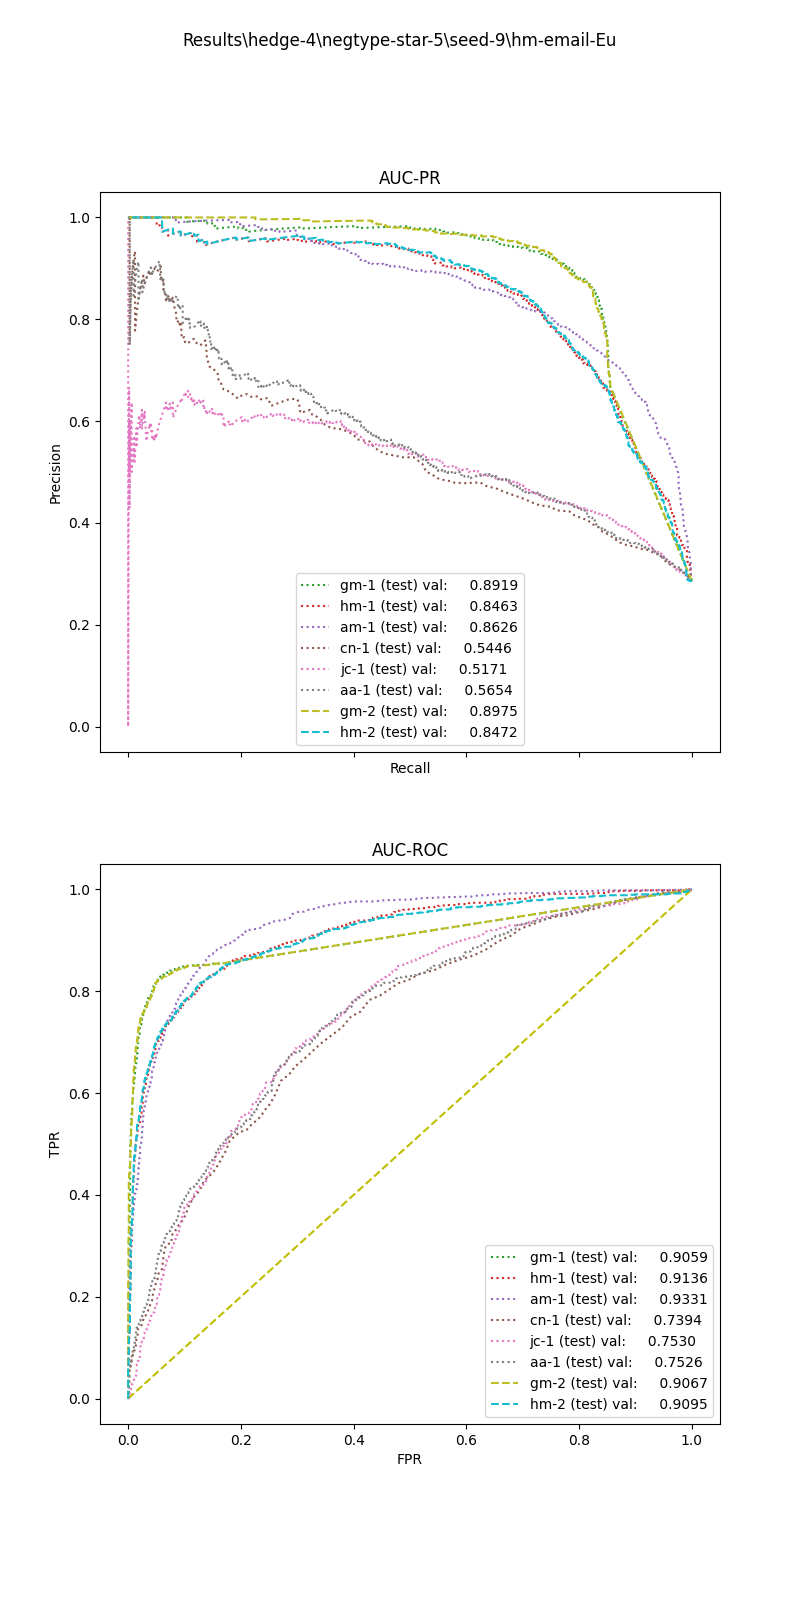 Results\hedge-4\negtype-star-5\seed-9\hm-email-Eu
AUC-PR
1.0
0.8
0.6
0.4
0.2
0.0
Precision
gm-1 (test) val: 0.8919
hm-1 (test) val: 0.8463
am-1 (test) val: 0.8626
cn-1 (test) val: 0.5446
jc-1 (test) val: 0.5171
aa-1 (test) val: 0.5654
gm-2 (test) val: 0.8975
hm-2 (test) val: 0.8472
Recall
AUC-ROC
1.0
0.8
0.6
0.4
0.2
0.0
TPR
gm-1 (test) val: 0.9059
hm-1 (test) val: 0.9136
am-1 (test) val: 0.9331
cn-1 (test) val: 0.7394
jc-1 (test) val: 0.7530
aa-1 (test) val: 0.7526
gm-2 (test) val: 0.9067
hm-2 (test) val: 0.9095
0.0 0.2 0.4 0.6 0.8 1.0
FPR